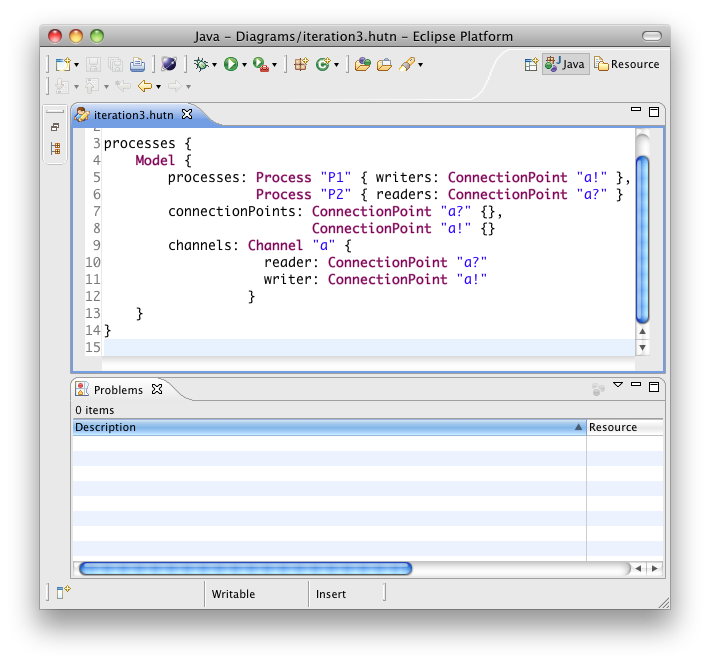 Java - Diagrams/iteration3.hutn - Eclipse Platform
Java
Resource
iteration3.hutn
3 processes {
4     Model {
5         processes: Process "P1" { writers: ConnectionPoint "a!" },
6                    Process "P2" { readers: ConnectionPoint "a?" }
7         connectionPoints: ConnectionPoint "a?" {},
8                           ConnectionPoint "a!" {}
9         channels: Channel "a" {
10                     reader: ConnectionPoint "a?"
11                     writer: ConnectionPoint "a!"
12                   }
13     }
14 }
15
Problems
0 items
Description
Resource
Writable
Insert